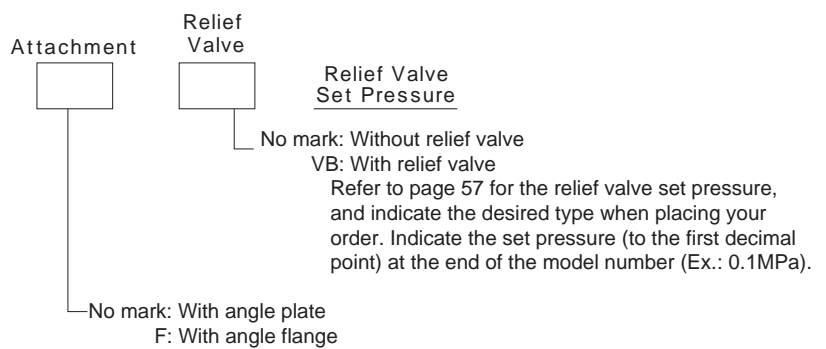 Relief
Attachment Valve
Relief Valve
Set Pressure
No mark: Without relief valve
VB: With relief valve
Refer to page 57 for the relief valve set pressure,
and indicate the desired type when placing your
order. Indicate the set pressure (to the first decimal
point) at the end of the model number (Ex.: 0.1MPa).
No mark: With angle plate
F: With angle flange